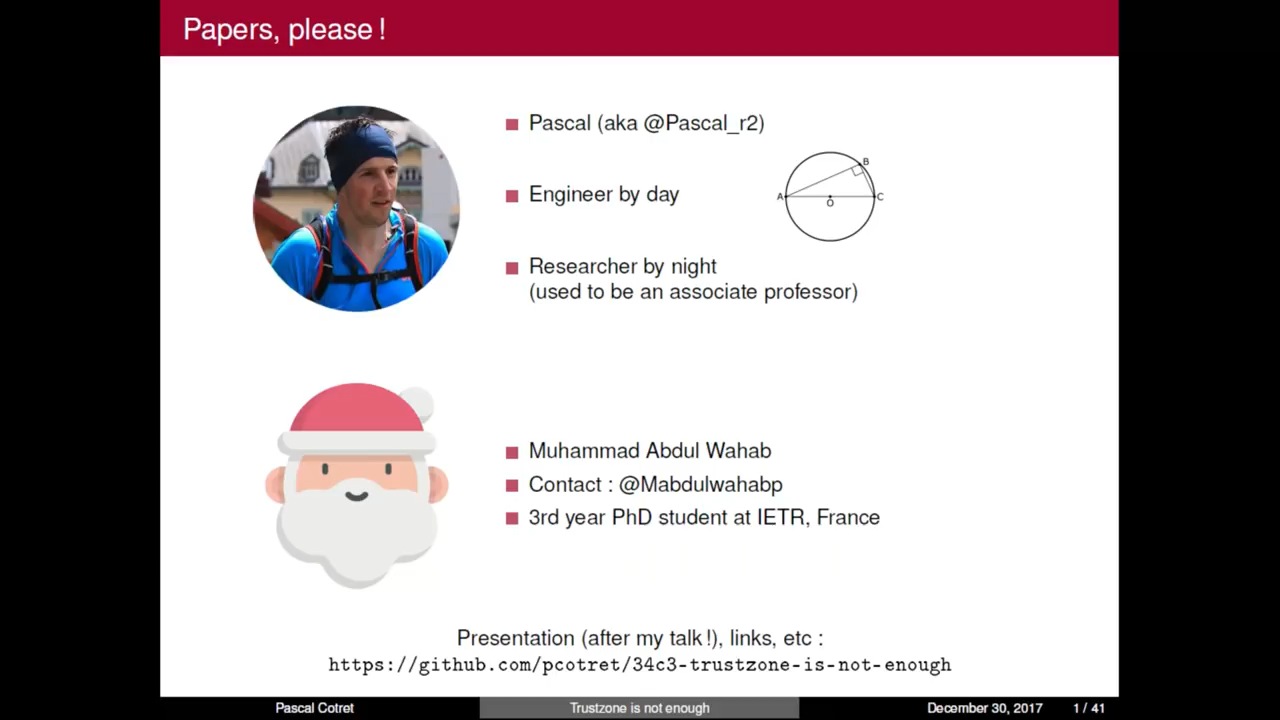 Papers, please !
Pascal (aka @Pascal_r2)
Engineer by day
A
B
C
O
Researcher by night
(used to be an associate professor)
Muhammad Abdul Wahab
Contact : @Mabdulwahabp
3rd year PhD student at IETR, France
Presentation (after my talk !), links, etc :
https://github.com/pcotret/34c3-trustzone-is-not-enough
Pascal Cotret
Trustzone is not enough
December 30, 2017
1 / 41